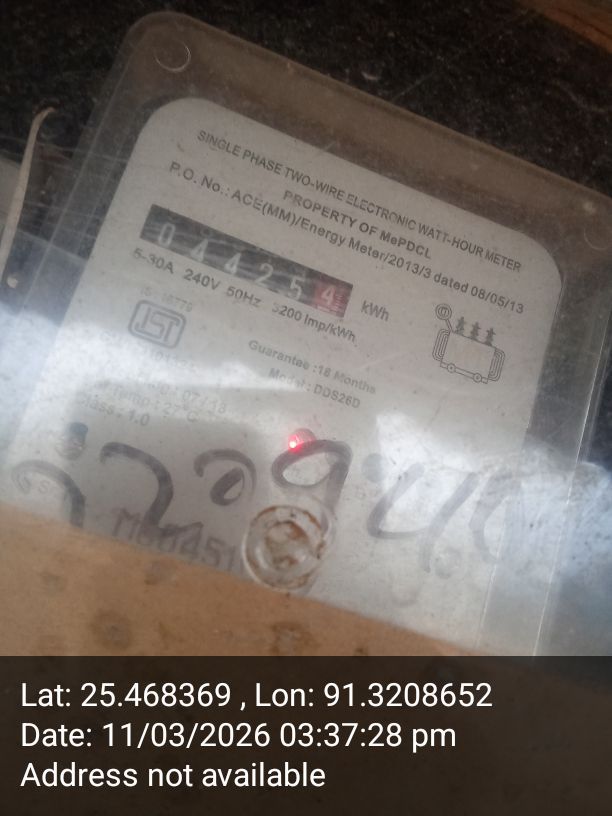 SINGLE PHASE TWO-WIRE ELECTRONIC WATT-HOUR METER
PROPERTY OF MePDCL
P.O. No.: ACE(MM)/Energy Meter/2013/3 dated 08/05/13
044254 kWh
5-30A 240V 50Hz 3200 Imp/kWh
ISI
Guarantee :18 Months
Model : DDS26D
27°C
Class : 1.0
Lat: 25.468369 , Lon: 91.3208652
Date: 11/03/2026 03:37:28 pm
Address not available